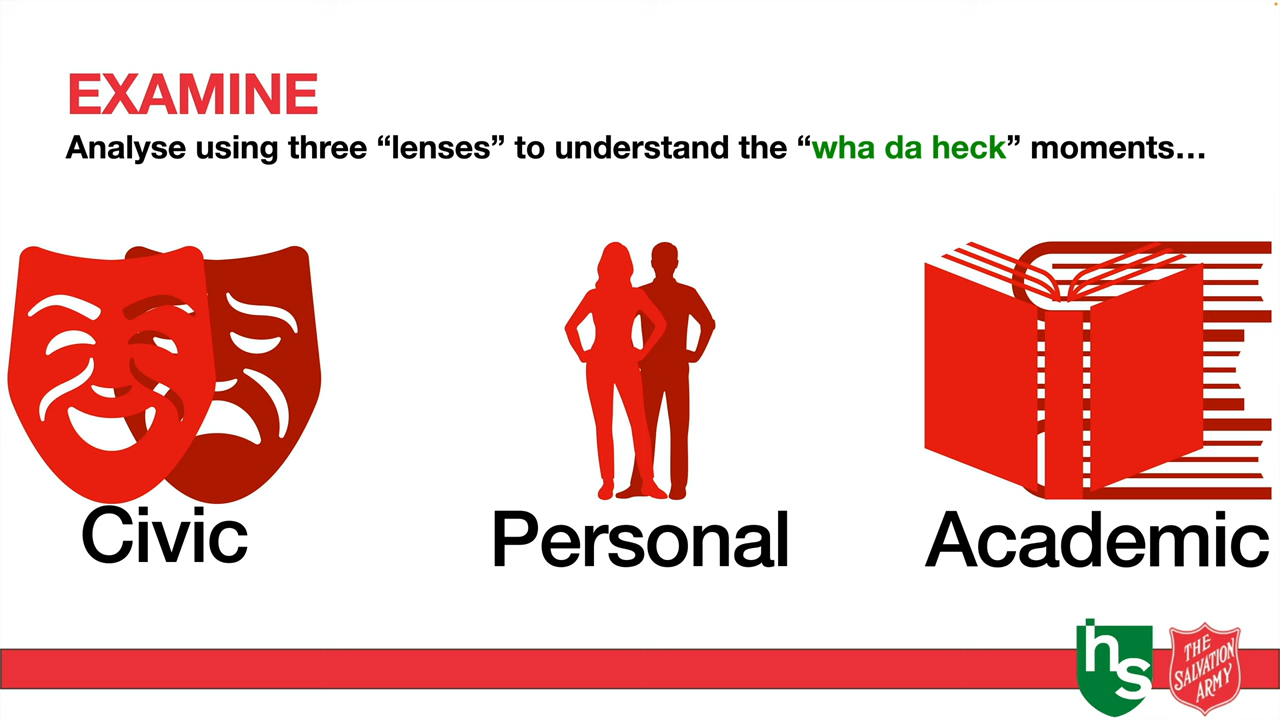 EXAMINE
Analyse using three “lenses” to understand the “wha da heck” moments…
Civic
Personal
Academic
hs
THE
SALVATION
ARMY